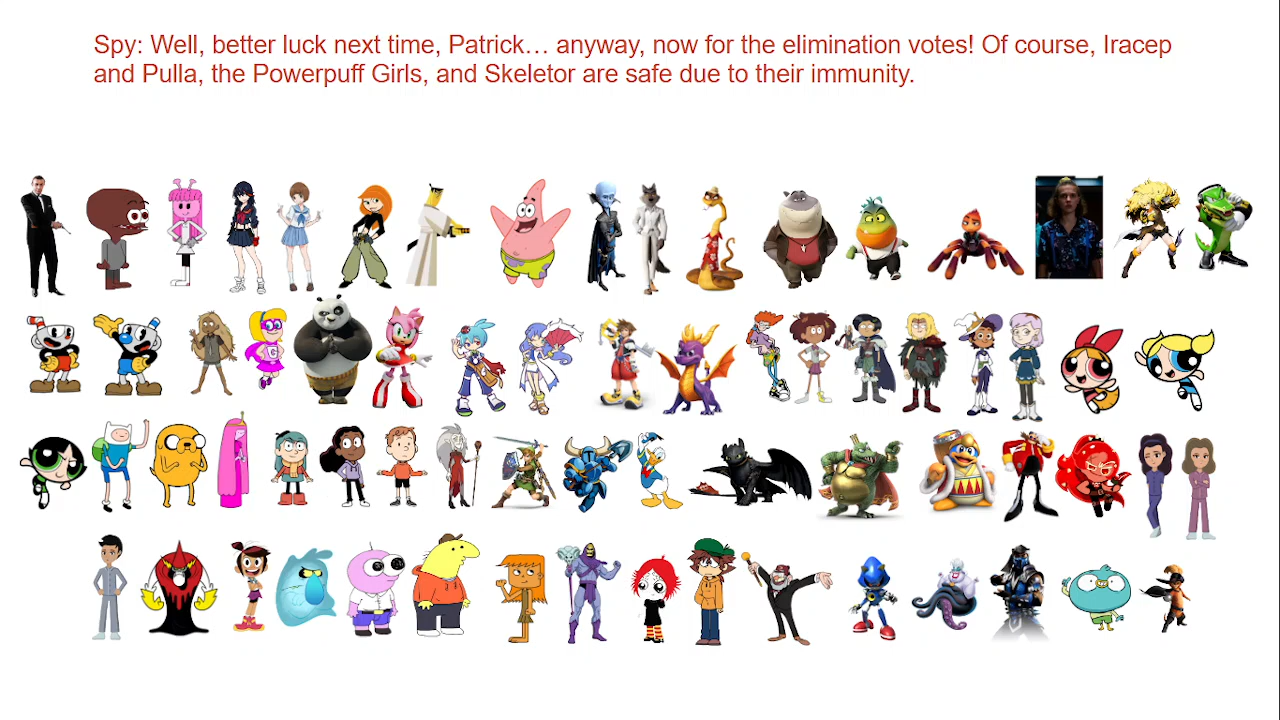 Spy: Well, better luck next time, Patrick… anyway, now for the elimination votes! Of course, Iracep
and Pulla, the Powerpuff Girls, and Skeletor are safe due to their immunity.
G